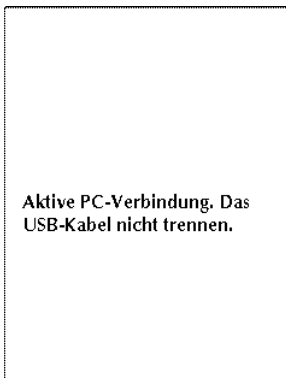 Aktive PC-Verbindung. Das
USB-Kabel nicht trennen.